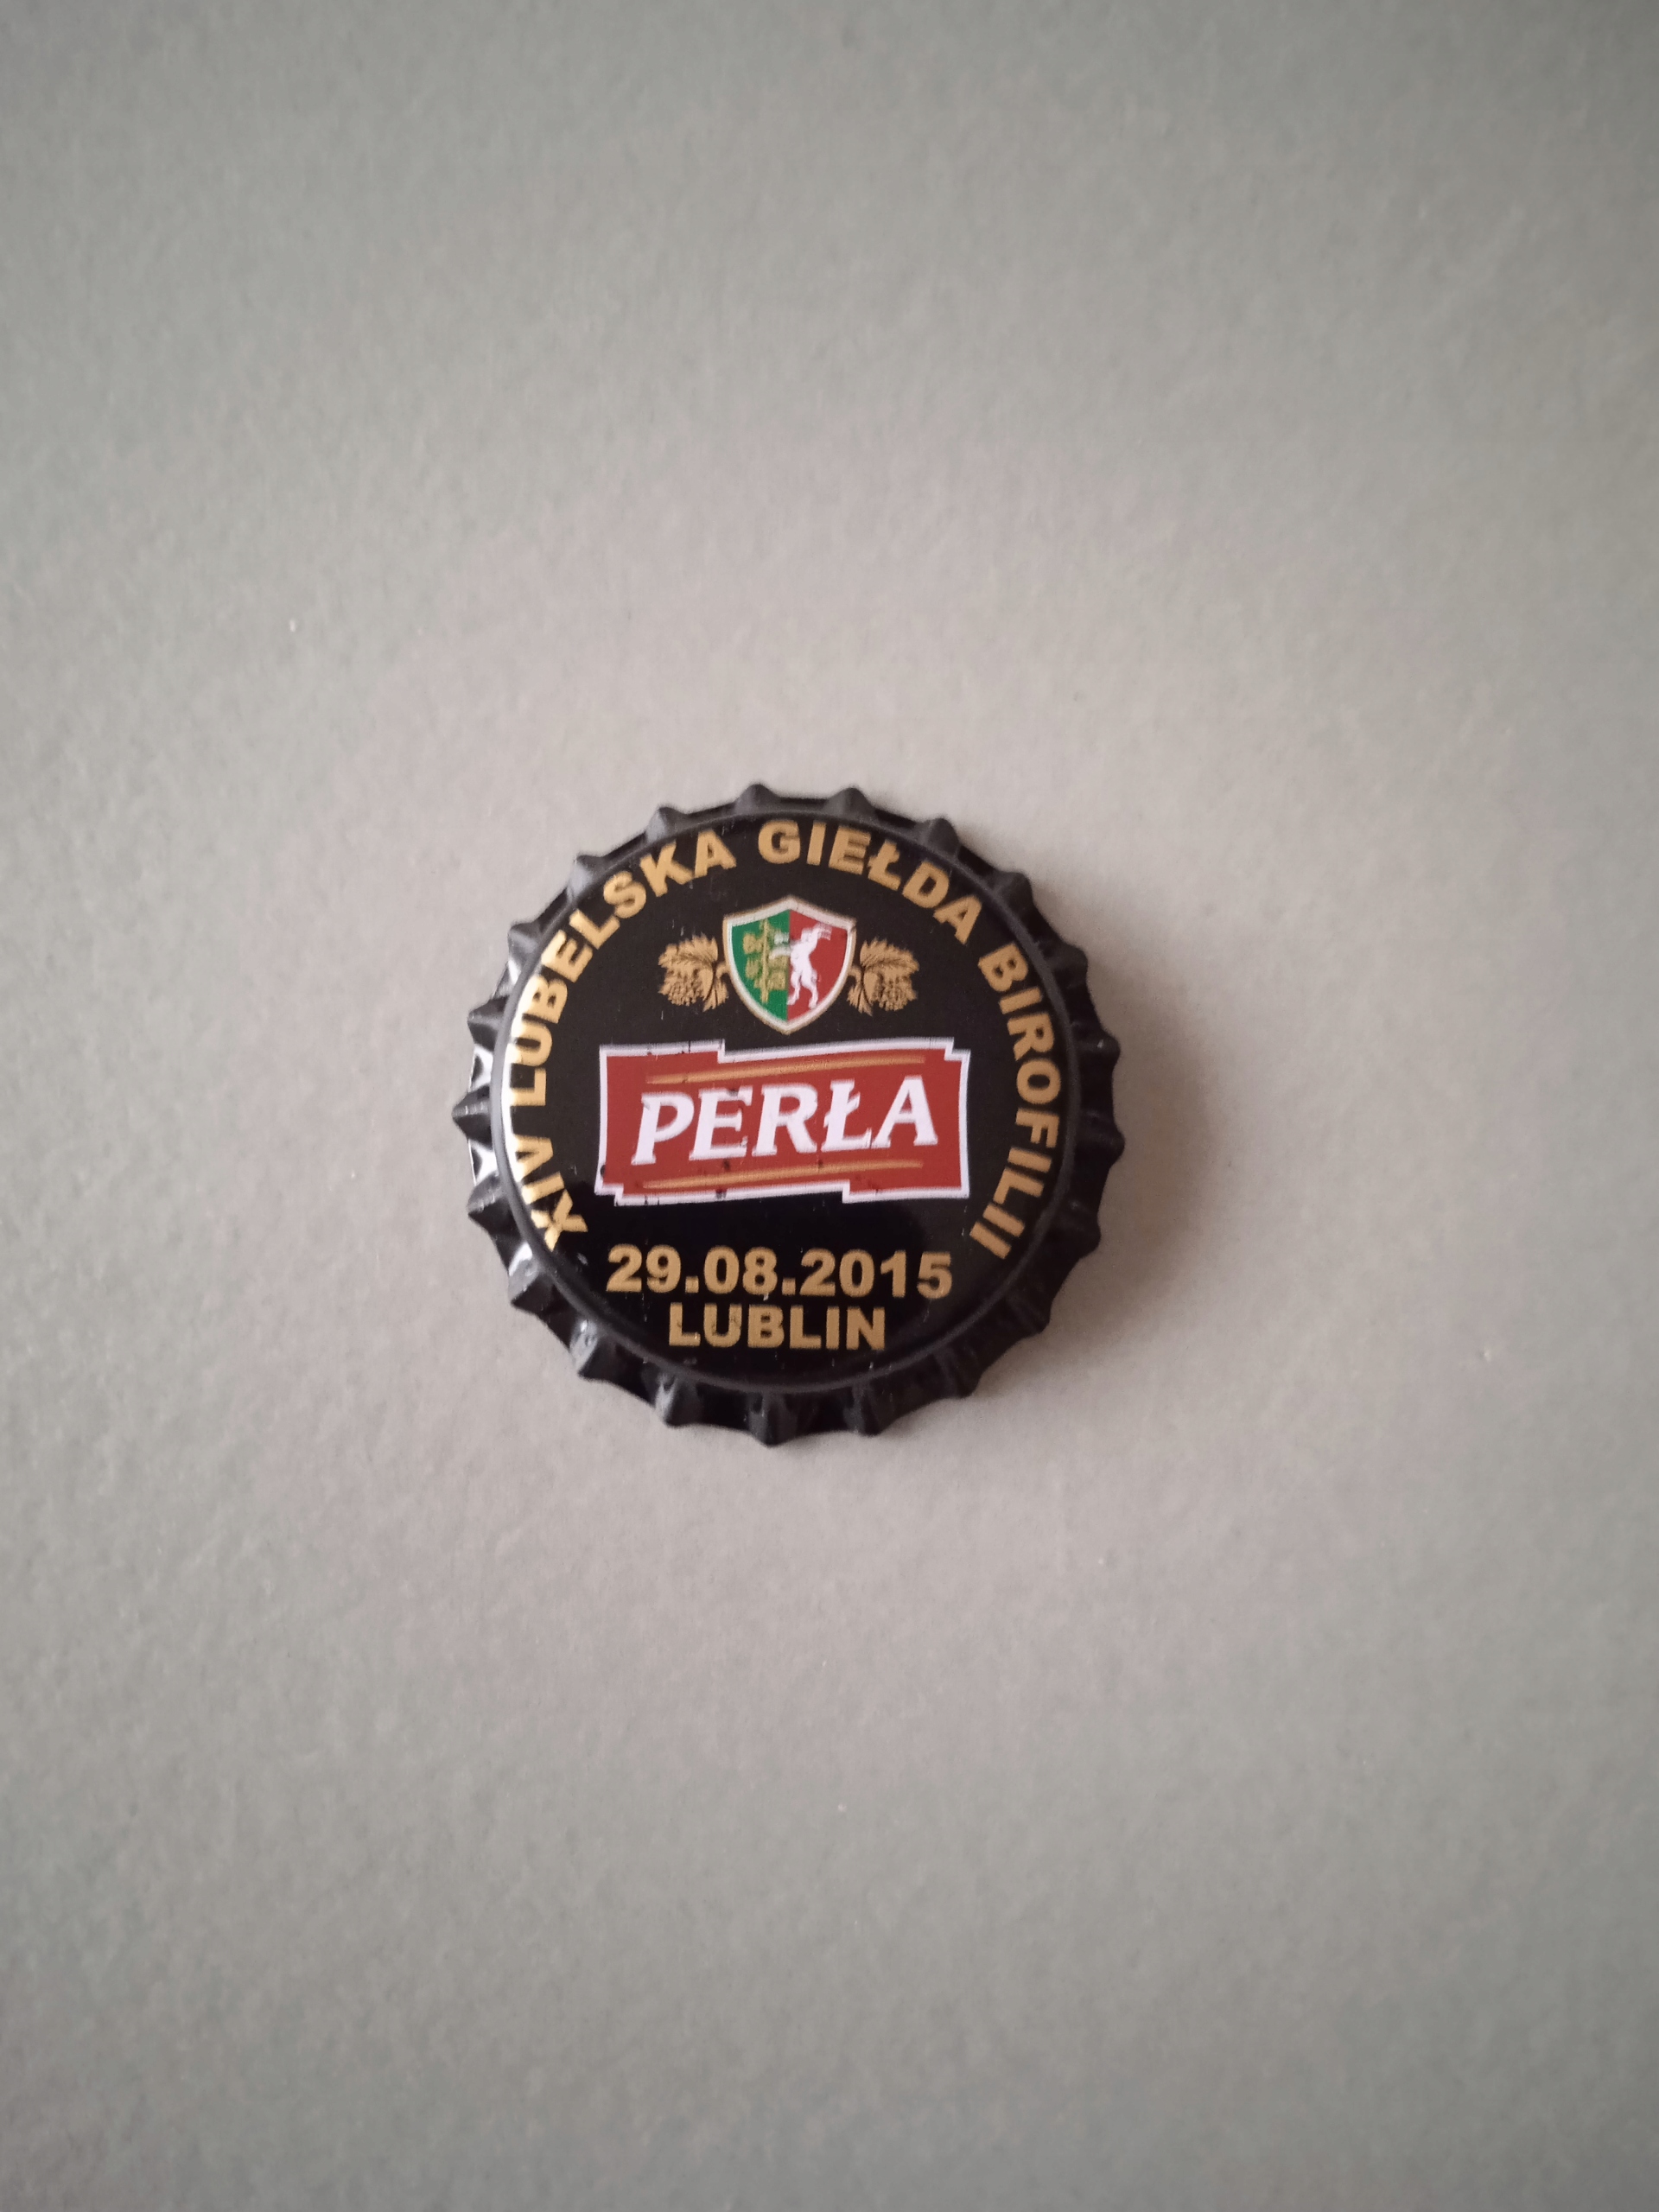 XIV LUBELSKA GIEŁDA BIROFILII
PERŁA
29.08.2015
LUBLIN